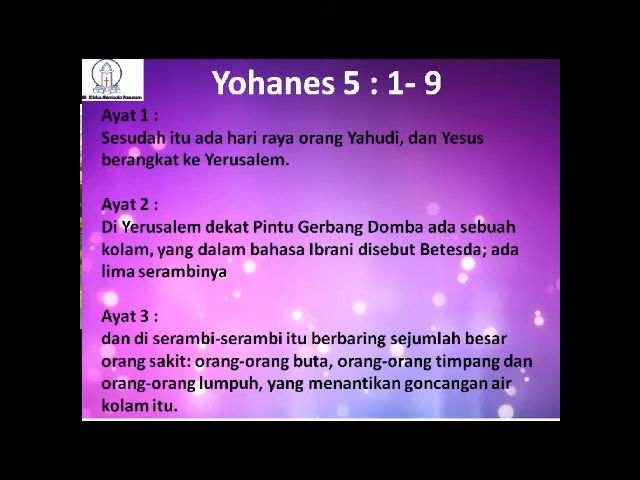 Yohanes 5 : 1- 9
Ayat 1 :
Sesudah itu ada hari raya orang Yahudi, dan Yesus
berangkat ke Yerusalem.
Ayat 2 :
Di Yerusalem dekat Pintu Gerbang Domba ada sebuah
kolam, yang dalam bahasa Ibrani disebut Betesda; ada
lima serambinya
Ayat 3 :
dan di serambi-serambi itu berbaring sejumlah besar
orang sakit: orang-orang buta, orang-orang timpang dan
orang-orang lumpuh, yang menantikan goncangan air
kolam itu.